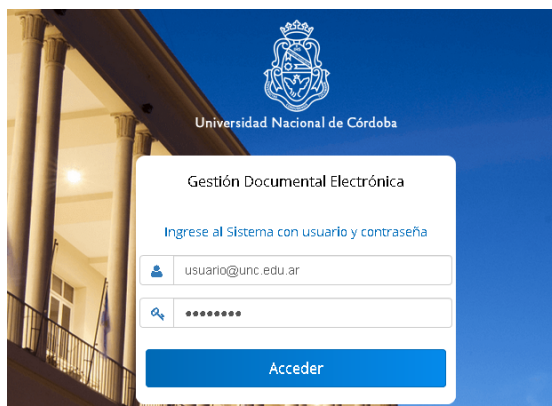 Universidad Nacional de Córdoba
Gestión Documental Electrónica
Ingrese al Sistema con usuario y contraseña
usuario@unc.edu.ar
••••••••
Acceder